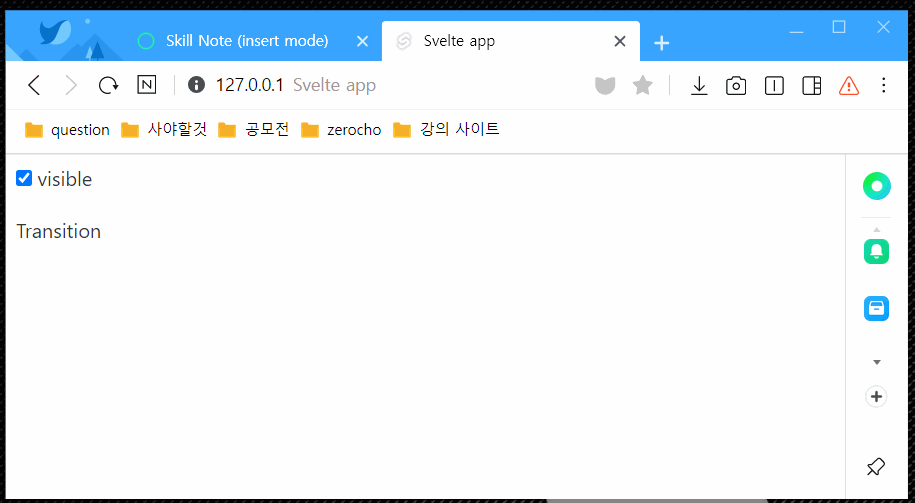 Skill Note (insert mode)
Svelte app
N
127.0.0.1 Svelte app
question 사야할것 공모전 zerocho 강의 사이트
visible
Transition